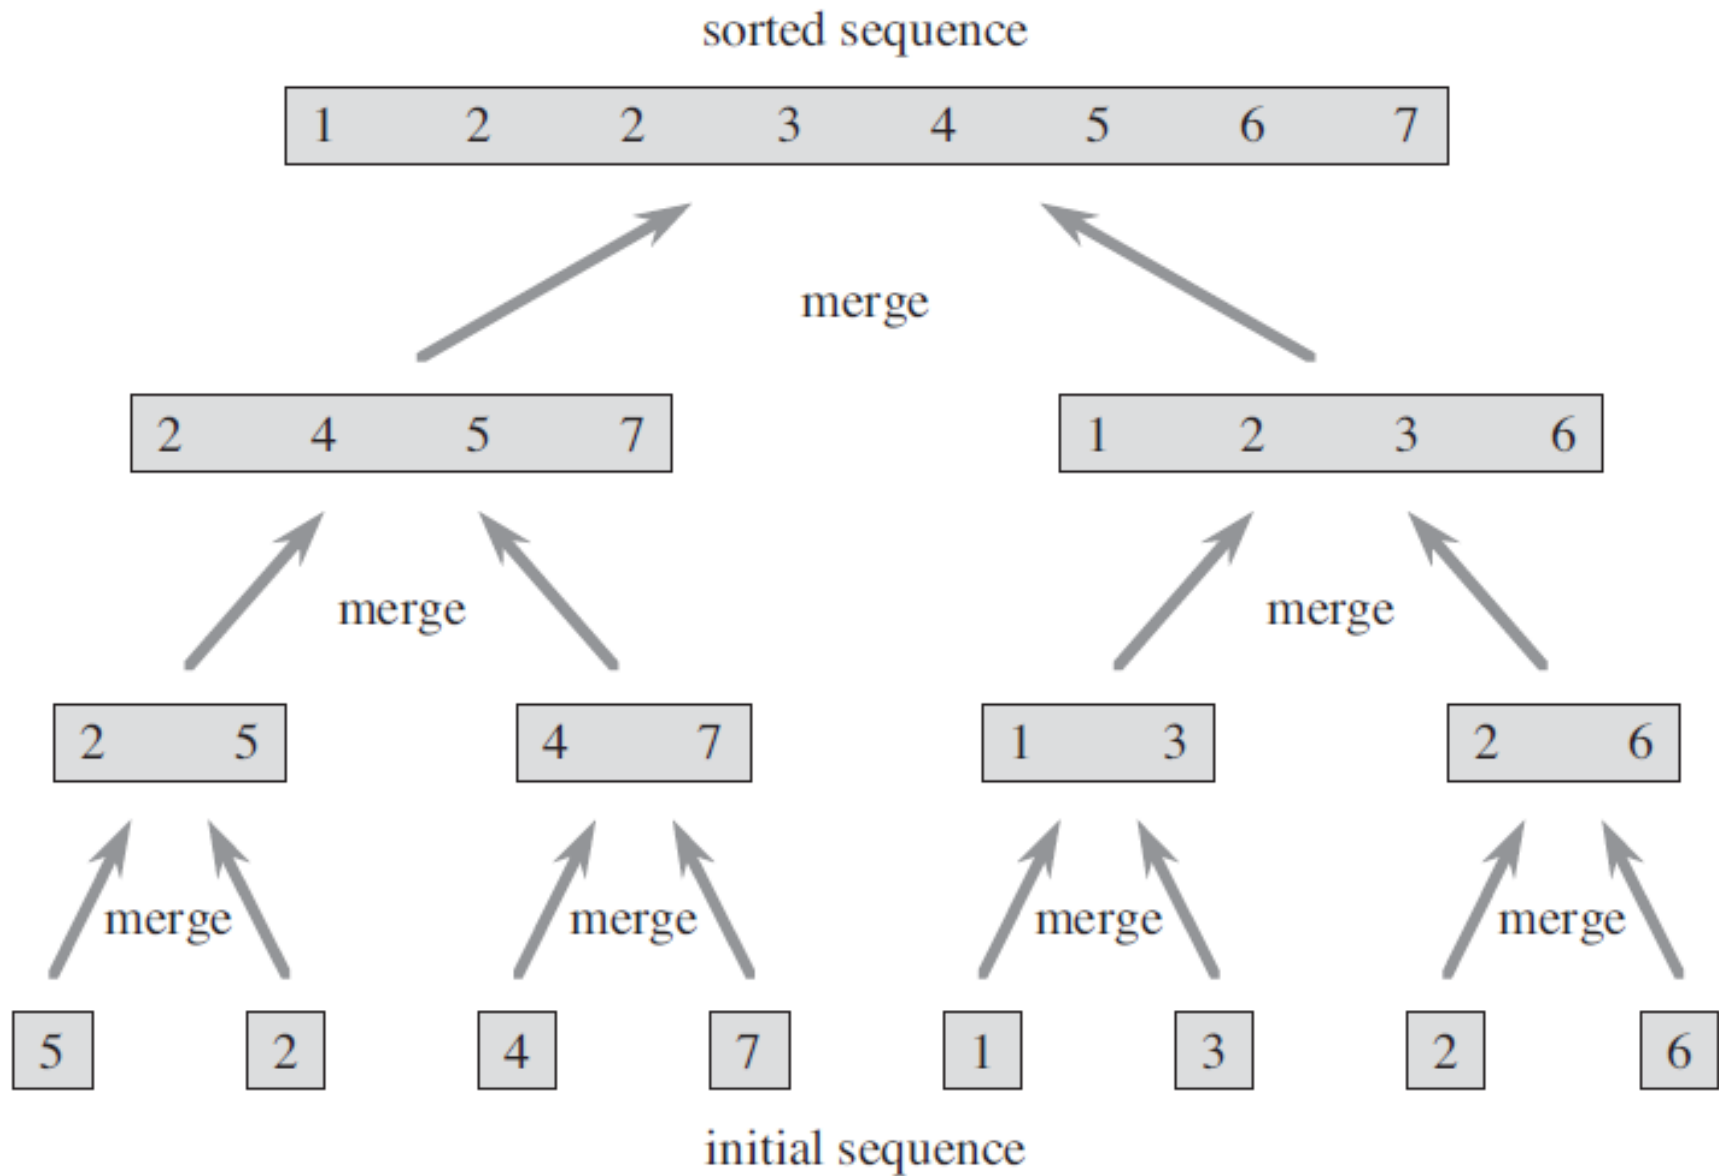 sorted sequence
1 2 2 3 4 5 6 7
merge
2 4 5 7 1 2 3 6
merge merge
2 5 4 7 1 3 2 6
merge merge merge merge
5 2 4 7 1 3 2 6
initial sequence